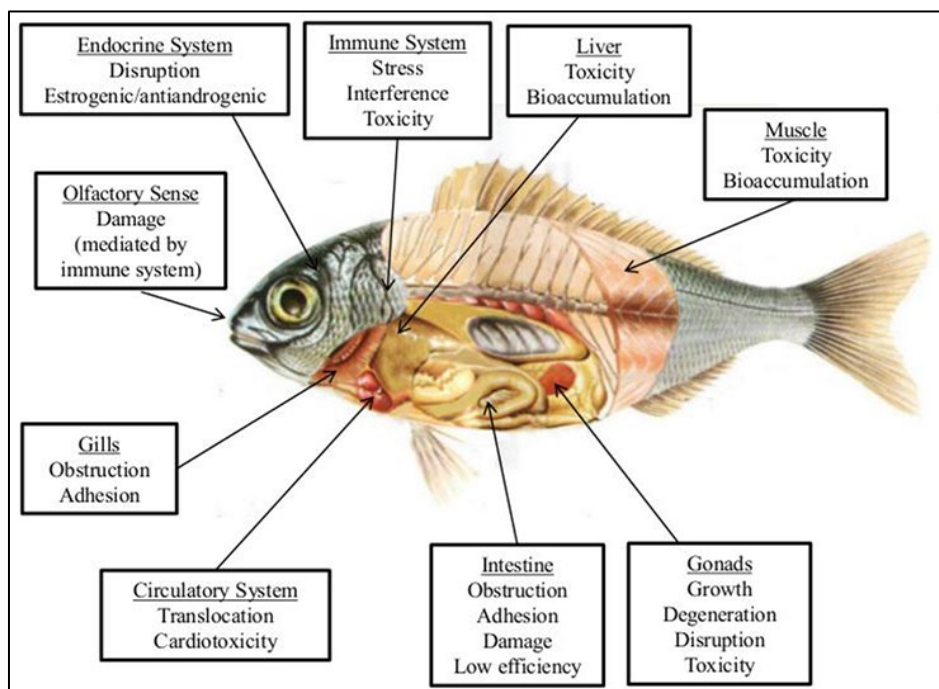 Endocrine System
Disruption
Estrogenic/antiandrogenic
Immune System
Stress
Interference
Toxicity
Liver
Toxicity
Bioaccumulation
Muscle
Toxicity
Bioaccumulation
Olfactory Sense
Damage
(mediated by
immune system)
Gills
Obstruction
Adhesion
Circulatory System
Translocation
Cardiotoxicity
Intestine
Obstruction
Adhesion
Damage
Low efficiency
Gonads
Growth
Degeneration
Disruption
Toxicity